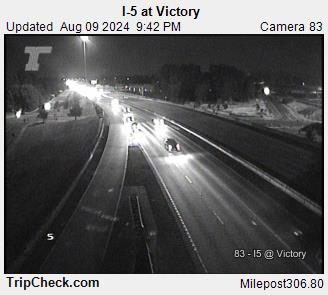 I-5 at Victory
Updated Aug 09 2024 9:42 PM Camera 83
T
S
83 - I5 @ Victory
TripCheck.com Milepost306.80